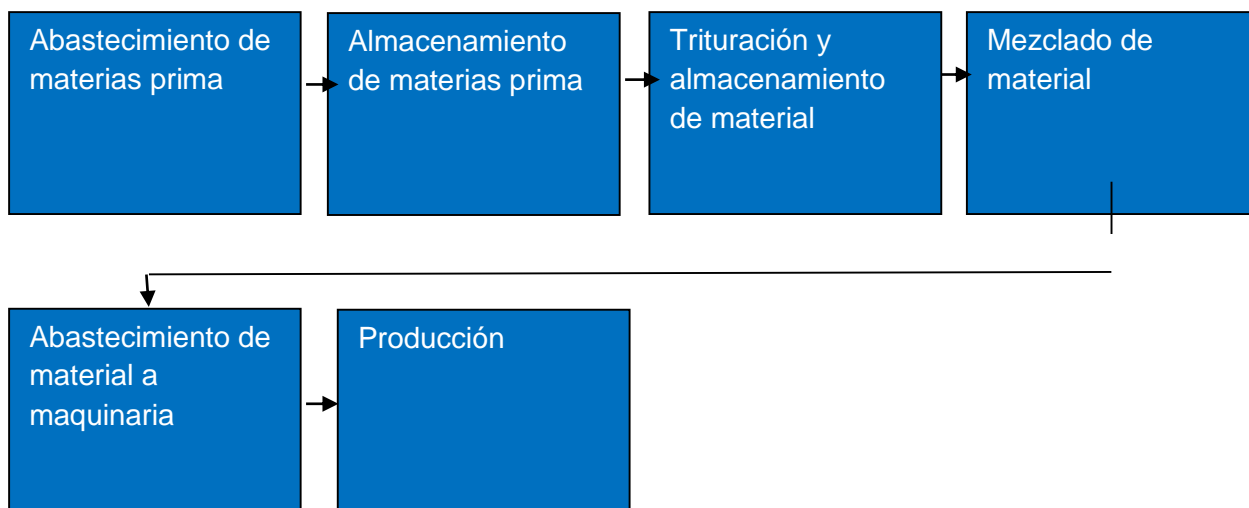 Abastecimiento de
materias prima
Almacenamiento
de materias prima
Trituración y
almacenamiento
de material
Mezclado de
material
Abastecimiento de
material a
maquinaria
Producción